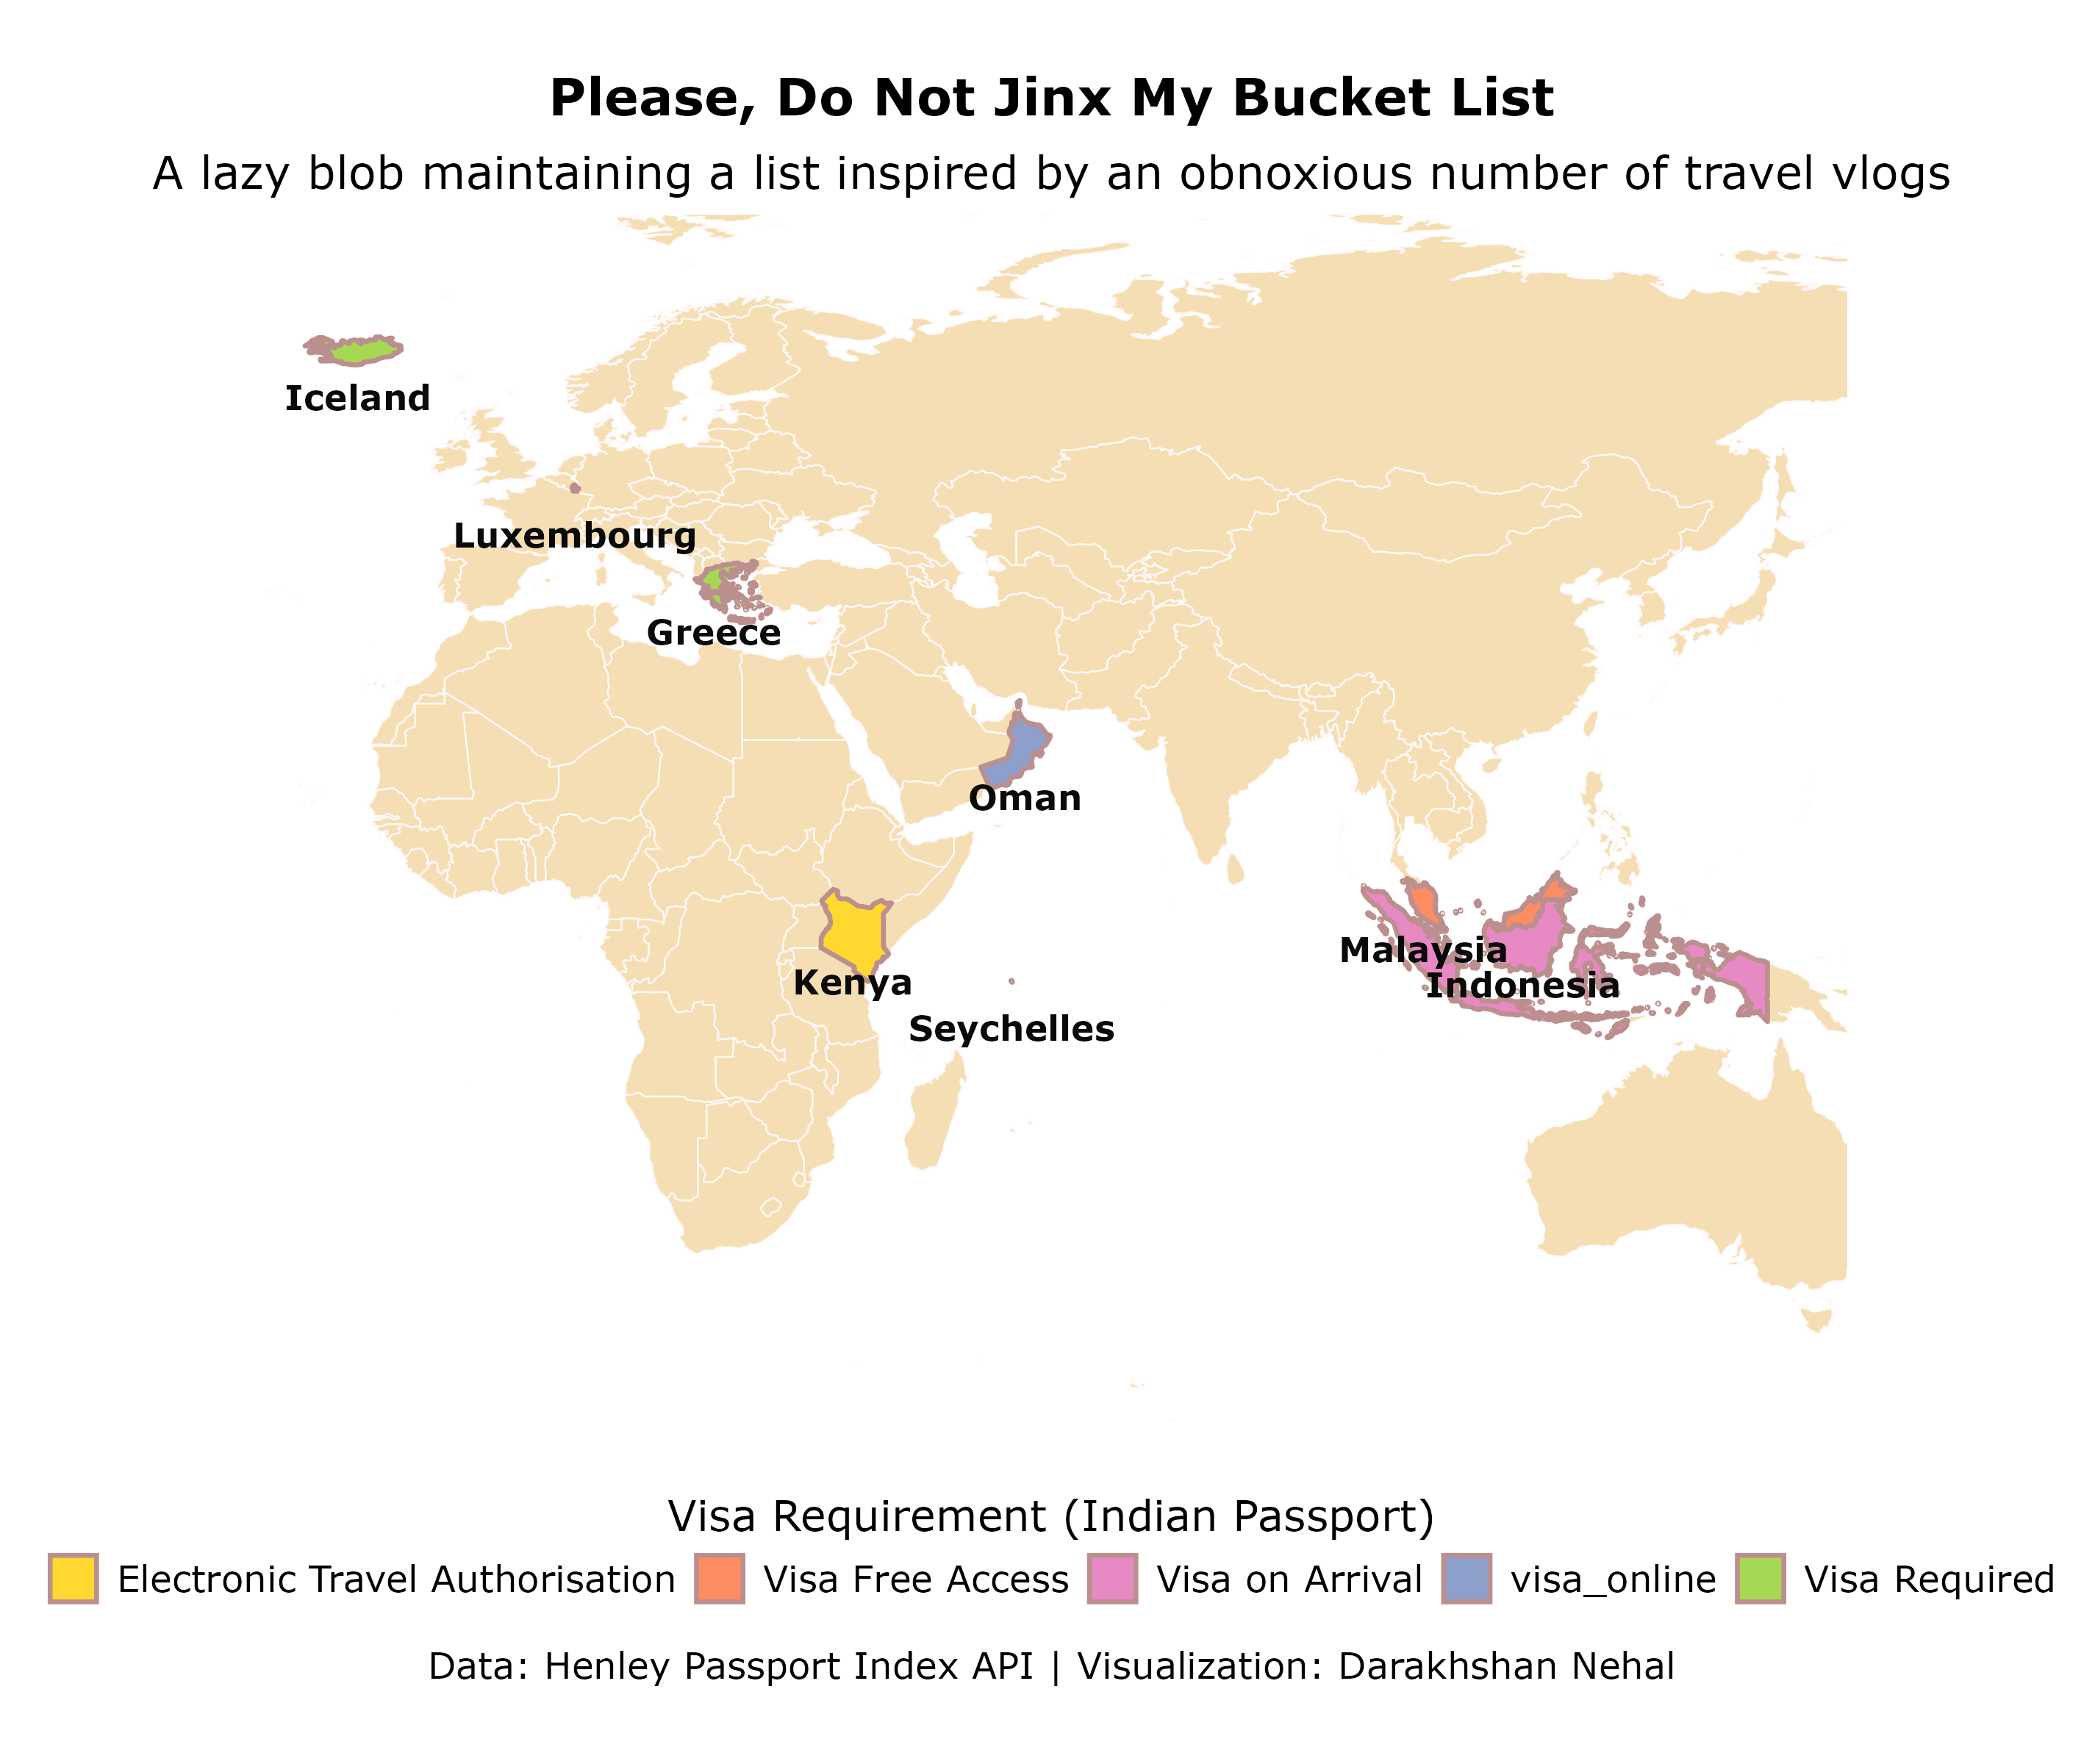 Please, Do Not Jinx My Bucket List
A lazy blob maintaining a list inspired by an obnoxious number of travel vlogs
Iceland
Luxembourg
Greece
Oman
Malaysia
Kenya
Indonesia
Seychelles
Visa Requirement (Indian Passport)
Electronic Travel Authorisation Visa Free Access Visa on Arrival visa_online Visa Required
Data: Henley Passport Index API | Visualization: Darakhshan Nehal